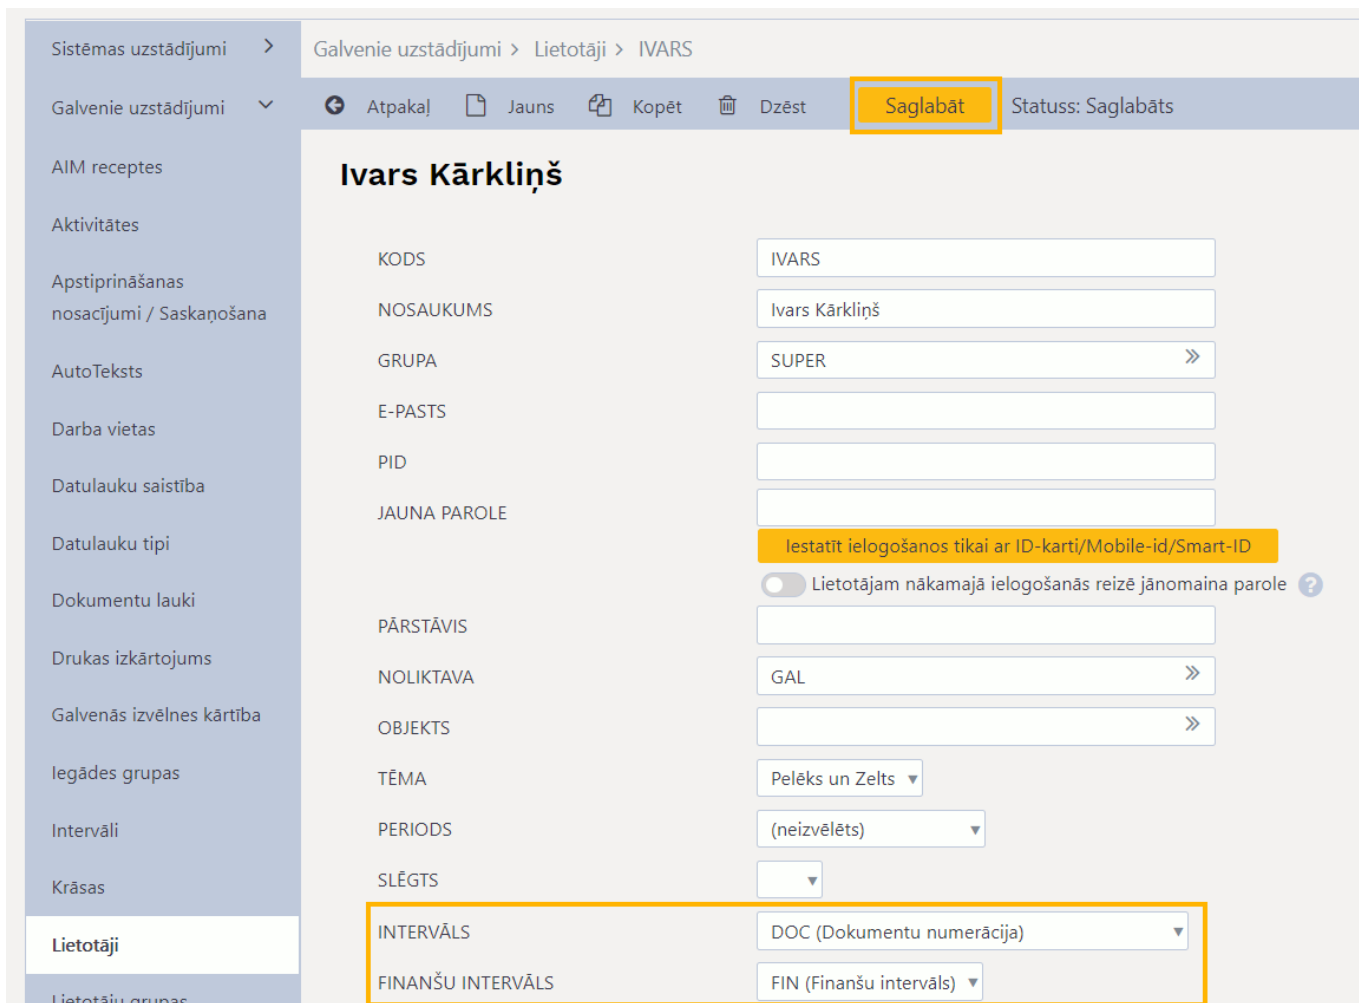 Sistēmas uzstādījumi
Galvenie uzstādījumi > Lietotāji > IVARS
Galvenie uzstādījumi
Atpakaļ Jauns Kopēt Dzēst Saglabāt Statuss: Saglabāts
AIM receptes
Aktivitātes
Apstiprināšanas
nosacījumi / Saskaņošana
AutoTeksts
Darba vietas
Datulauku saistība
Datulauku tipi
Dokumentu lauki
Drukas izkārtojums
Galvenās izvēlnes kārtība
Iegādes grupas
Intervāli
Krāsas
Lietotāji
Lietotāju grupas
Ivars Kārkliņš
KODS IVARS
NOSAUKUMS Ivars Kārkliņš
GRUPA SUPER
E-PASTS
PID
JAUNA PAROLE
Iestatīt ielogošanos tikai ar ID-karti/Mobile-id/Smart-ID
Lietotājam nākamajā ielogošanās reizē jānomaina parole ?
PĀRSTĀVIS
NOLIKTAVA GAL
OBJEKTS
TĒMA Pelēks un Zelts
PERIODS (neizvēlēts)
SLĒGTS
INTERVĀLS DOC (Dokumentu numerācija)
FINANŠU INTERVĀLS FIN (Finanšu intervāls)